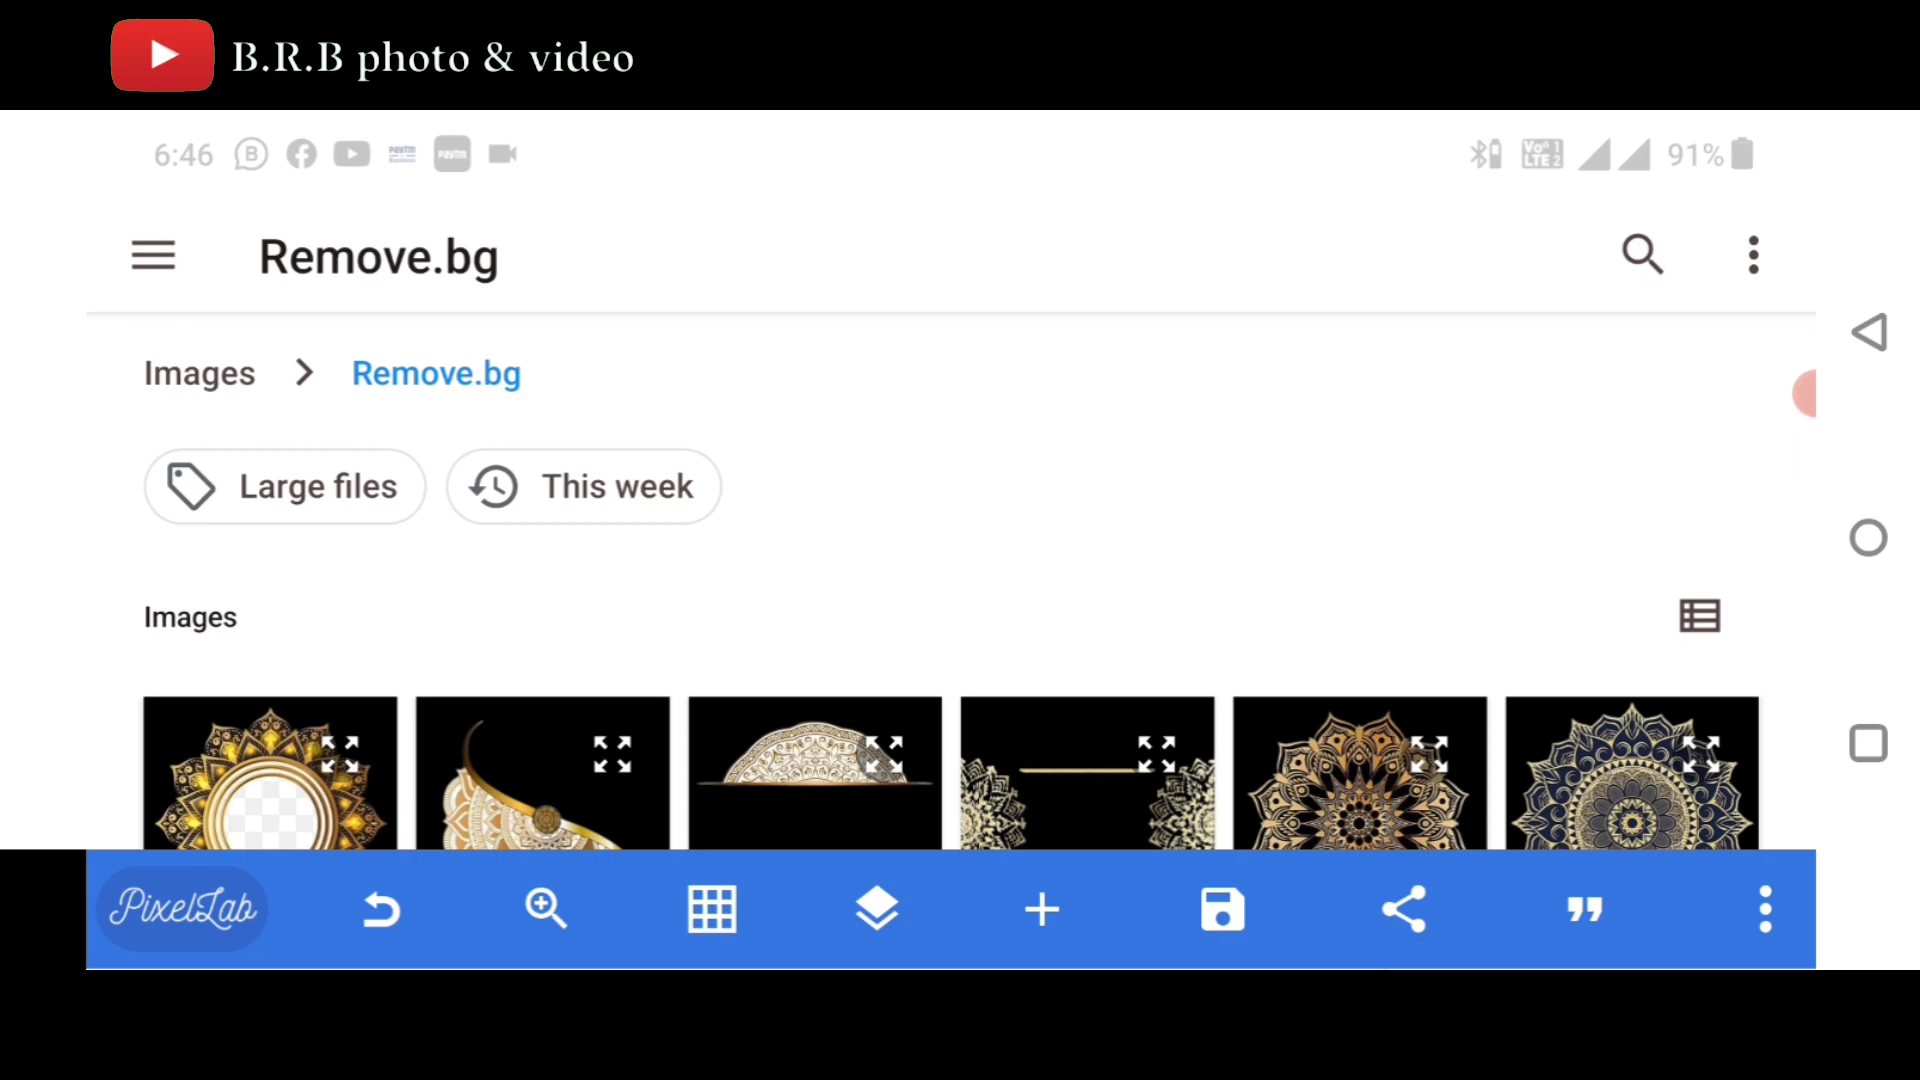 B.R.B photo & video
6:46
91%
Remove.bg
Images
Remove.bg
Large files
This week
Images
PixelLab